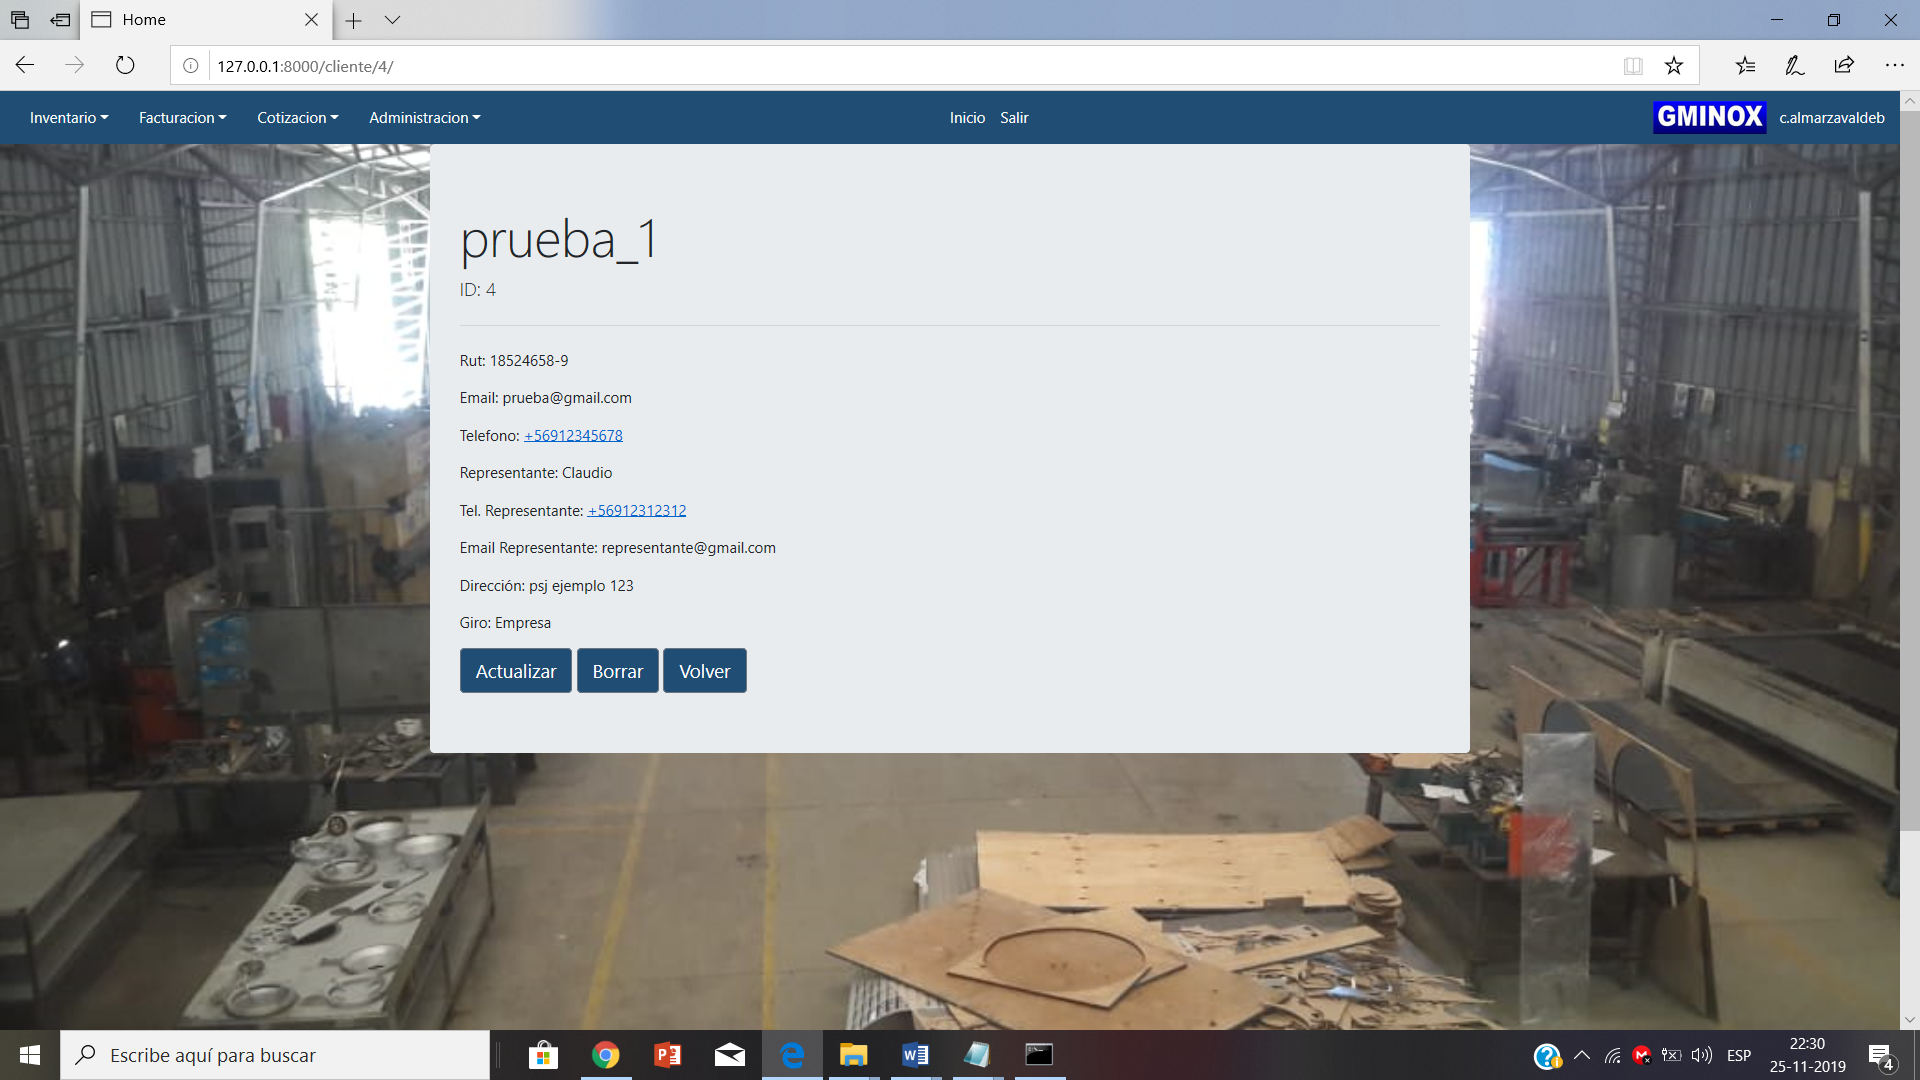 Home
127.0.0.1:8000/cliente/4/
Inventario Facturacion Cotizacion Administracion Inicio Salir GMINOX c.almarzavaldeb
prueba_1
ID: 4
Rut: 18524658-9
Email: prueba@gmail.com
Telefono: +56912345678
Representante: Claudio
Tel. Representante: +56912312312
Email Representante: representante@gmail.com
Dirección: psj ejemplo 123
Giro: Empresa
Actualizar Borrar Volver
Escribe aquí para buscar
ESP
22:30
25-11-2019
4